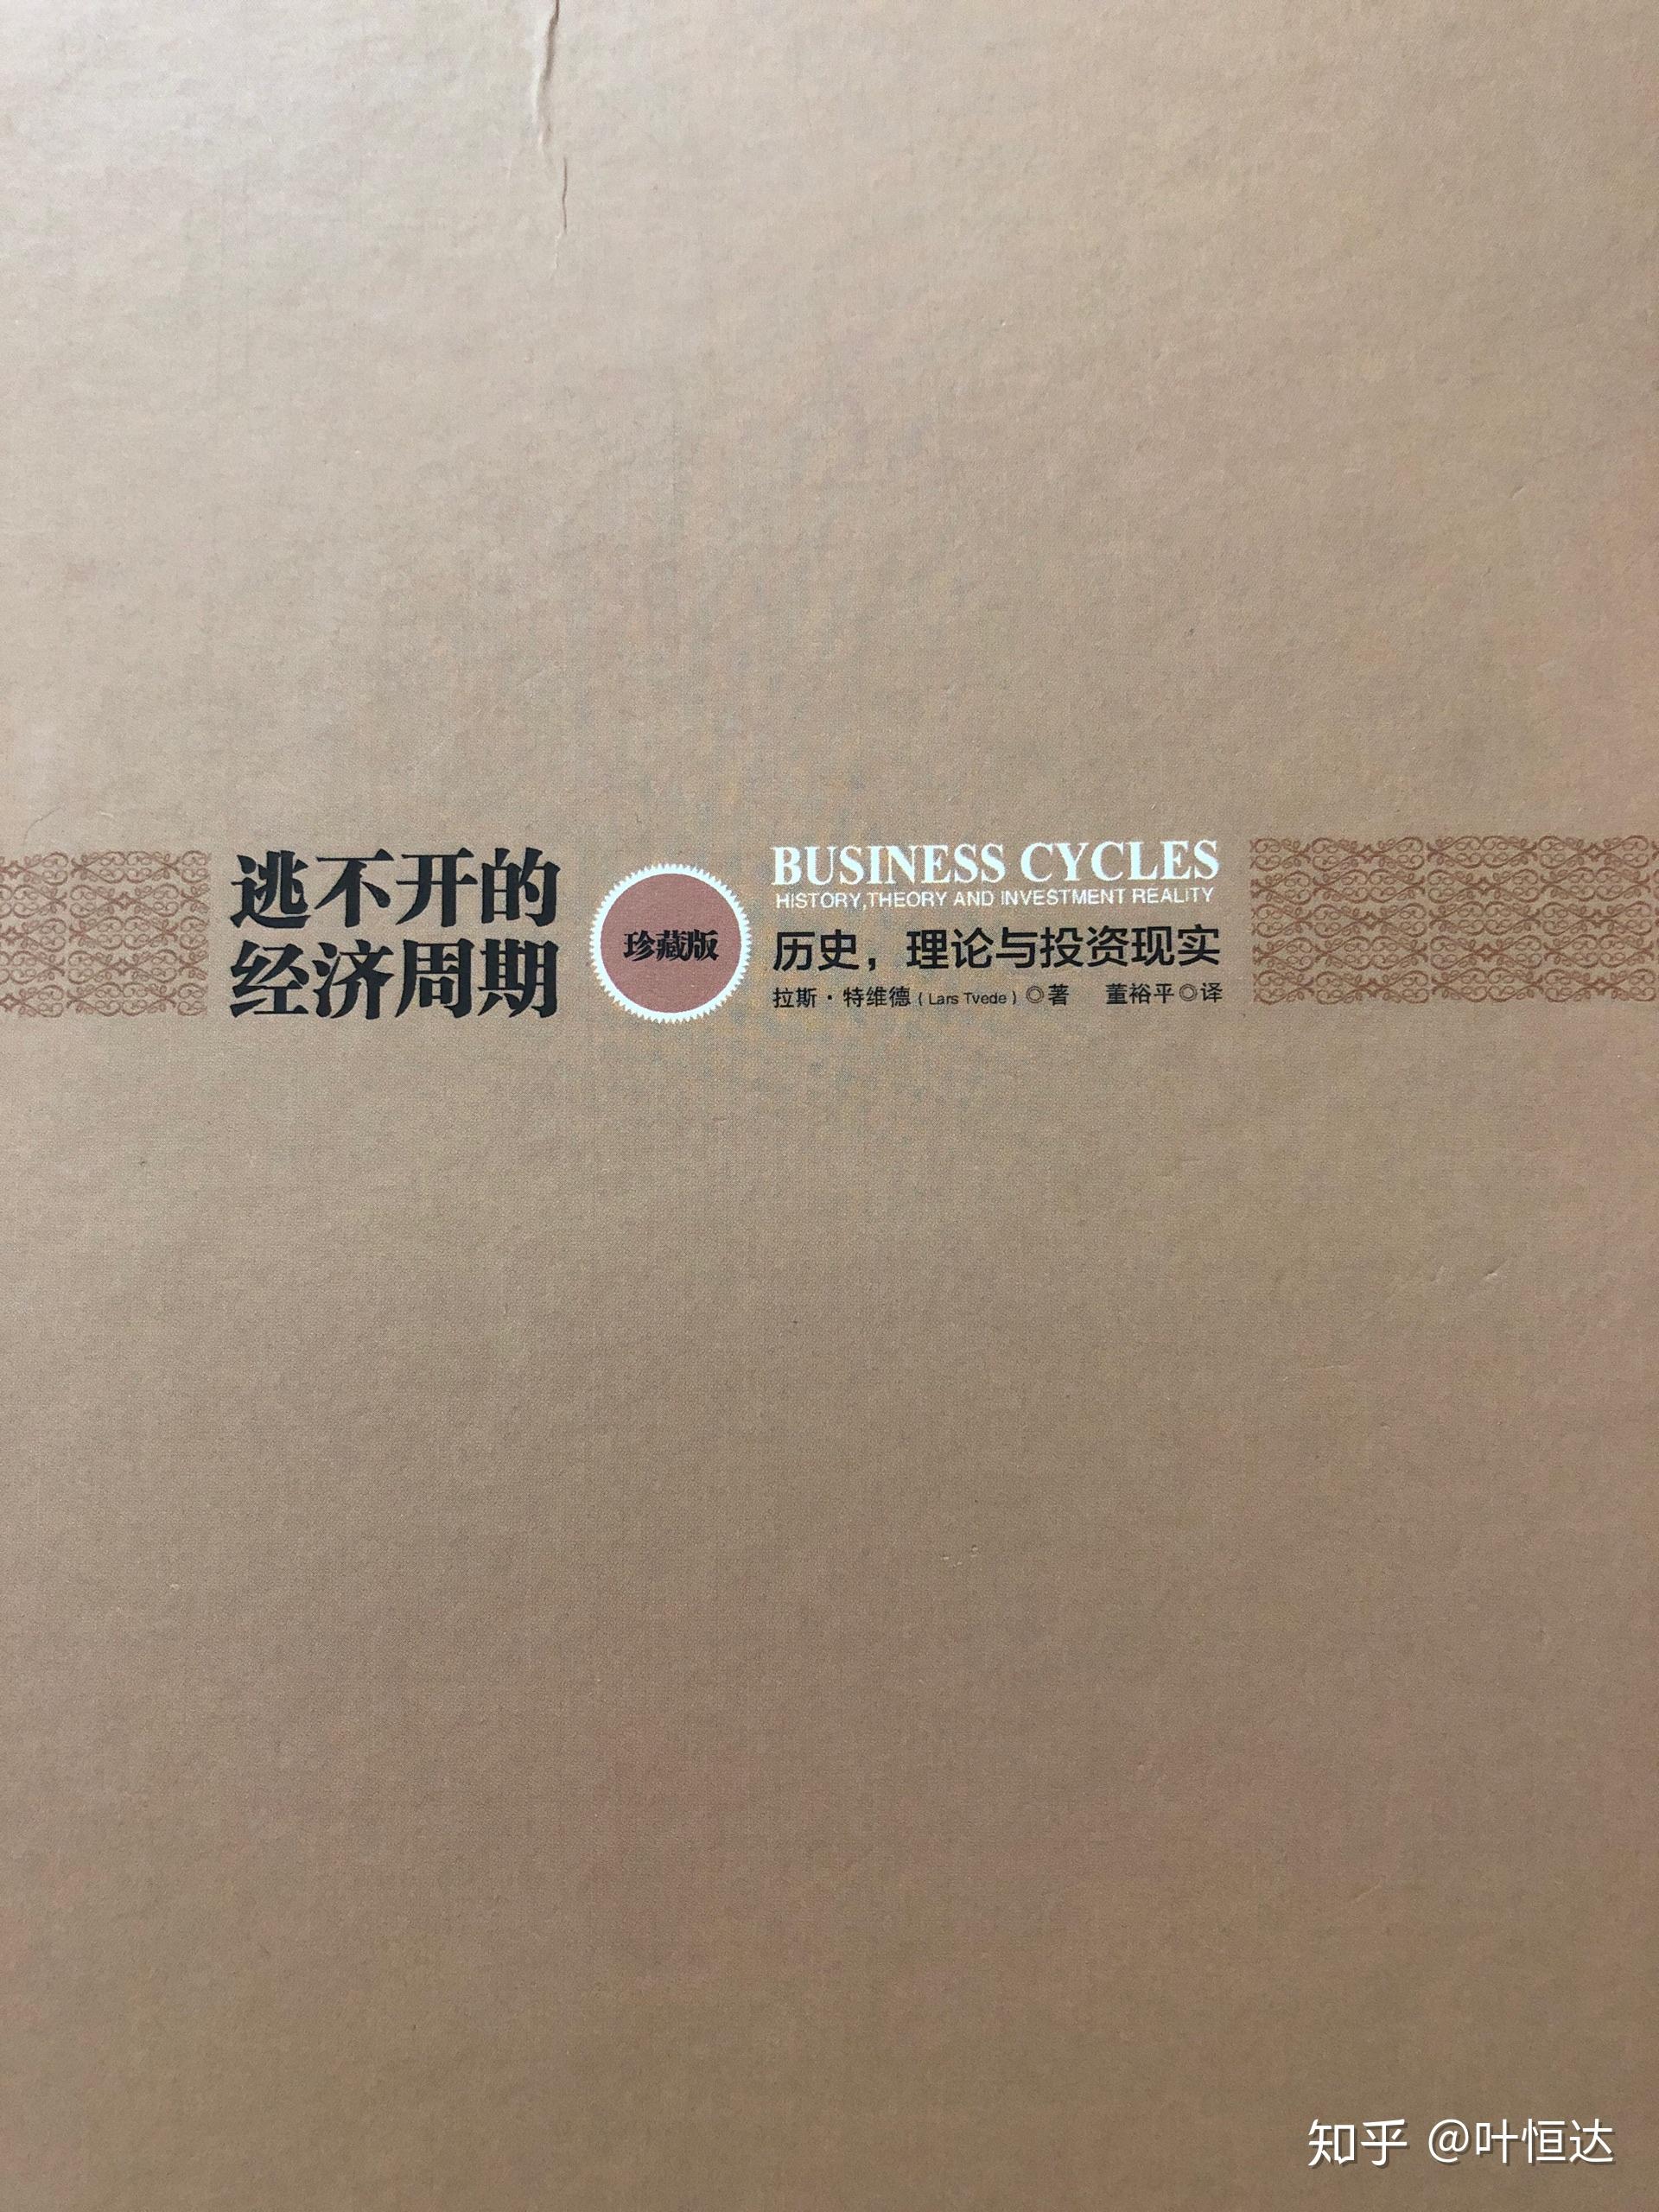 逃不开的
经济周期
珍藏版
BUSINESS CYCLES
HISTORY,THEORY AND INVESTMENT REALITY
历史，理论与投资现实
拉斯·特维德（Lars Tvede）◎著 董裕平◎译
知乎 @叶恒达